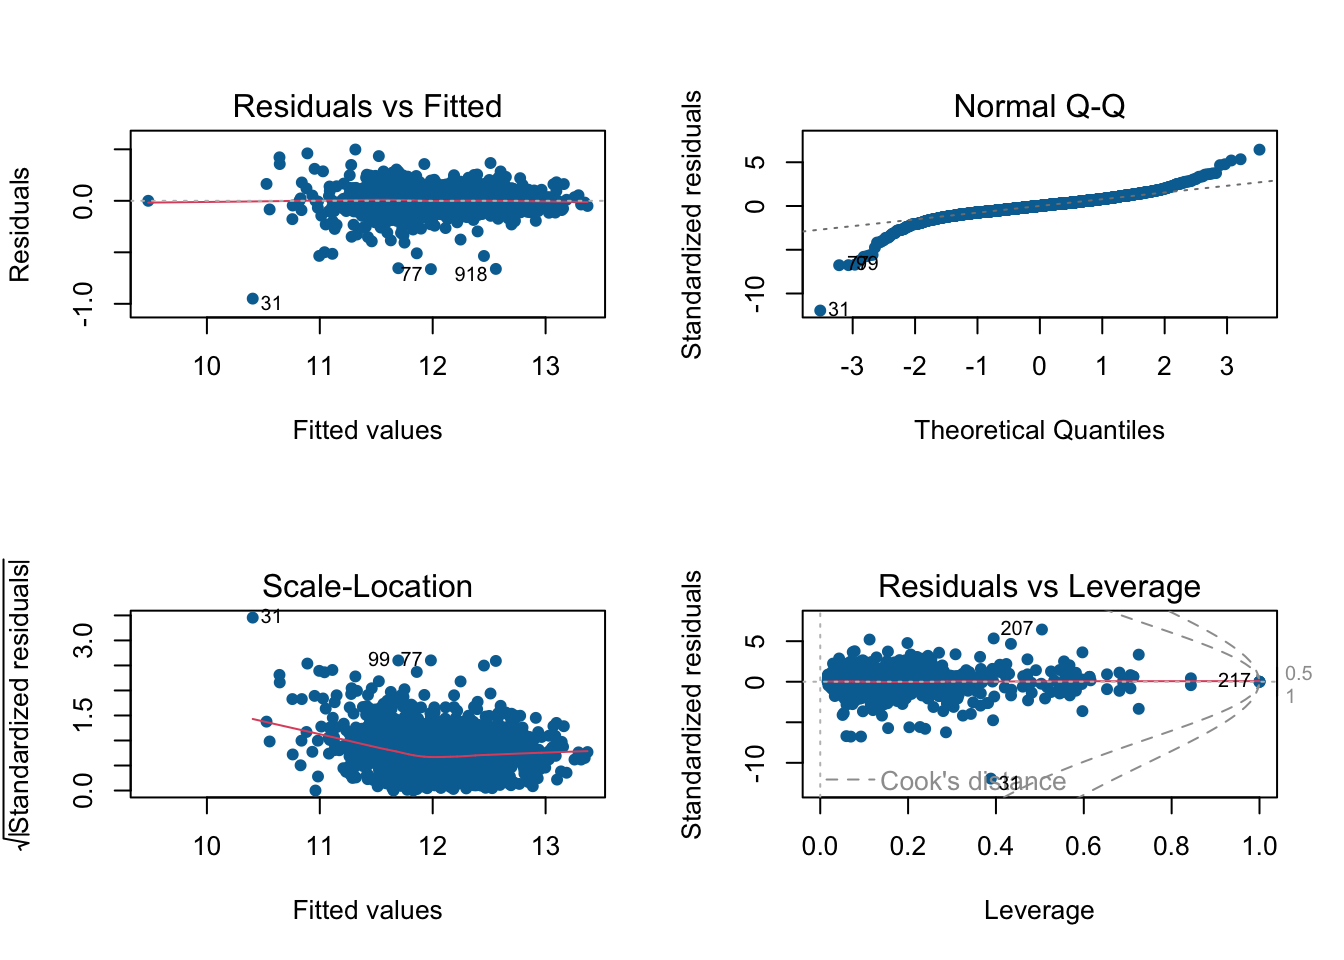 Residuals vs Fitted
Residuals
0.0
-1.0
77
918
31
10 11 12 13
Fitted values
Normal Q-Q
Standardized residuals
5
0
-10
31
-3 -2 -1 0 1 2 3
Theoretical Quantiles
Scale-Location
√|Standardized residuals|
3.0
1.5
0.0
31
99 77
10 11 12 13
Fitted values
Residuals vs Leverage
Standardized residuals
5
0
-10
207
217
31
Cook's distance
0.5
1
0.0 0.2 0.4 0.6 0.8 1.0
Leverage